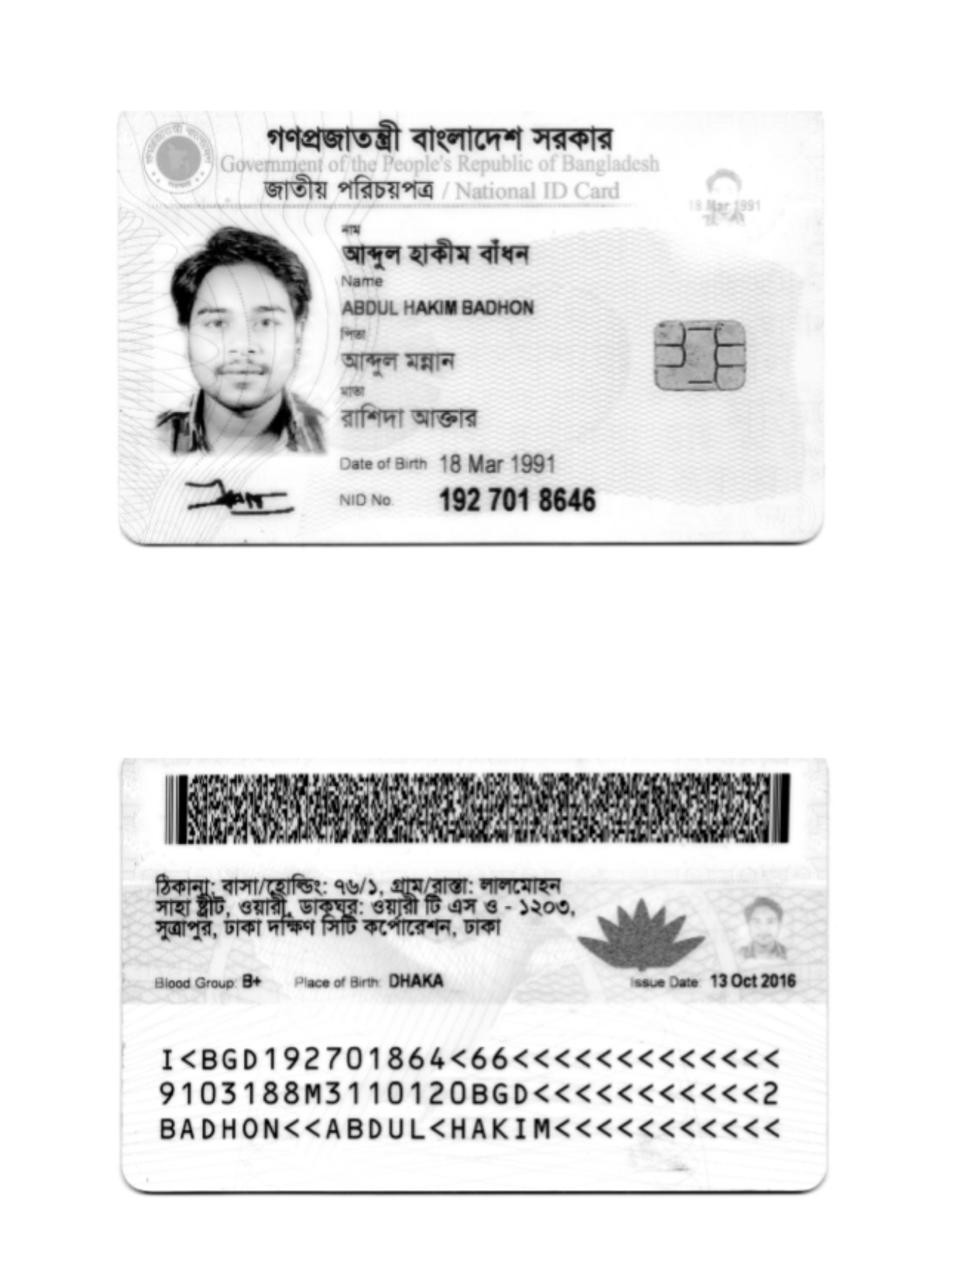 গণপ্রজাতন্ত্রী বাংলাদেশ সরকার
Government of the People's Republic of Bangladesh
জাতীয় পরিচয়পত্র / National ID Card
18 Mar 1991
নাম
আব্দুল হাকীম বাঁধন
Name
ABDUL HAKIM BADHON
পিতা
আব্দুল মন্নান
মাতা
রাশিদা আক্তার
Date of Birth 18 Mar 1991
NID No. 192 701 8646
ঠিকানা: বাসা/হোল্ডিং: ৭৬/১, গ্রাম/রাস্তা: লালমোহন
সাহা ষ্ট্রীট, ওয়ারী, ডাকঘর: ওয়ারী টি এস ও - ১২০৩,
সুত্রাপুর, ঢাকা দক্ষিণ সিটি কর্পোরেশন, ঢাকা
Blood Group: B+ Place of Birth: DHAKA Issue Date: 13 Oct 2016
I<BGD192701864<66<<<<<<<<<<<<<
9103188M3110120BGD<<<<<<<<<<<2
BADHON<<ABDUL<HAKIM<<<<<<<<<<<